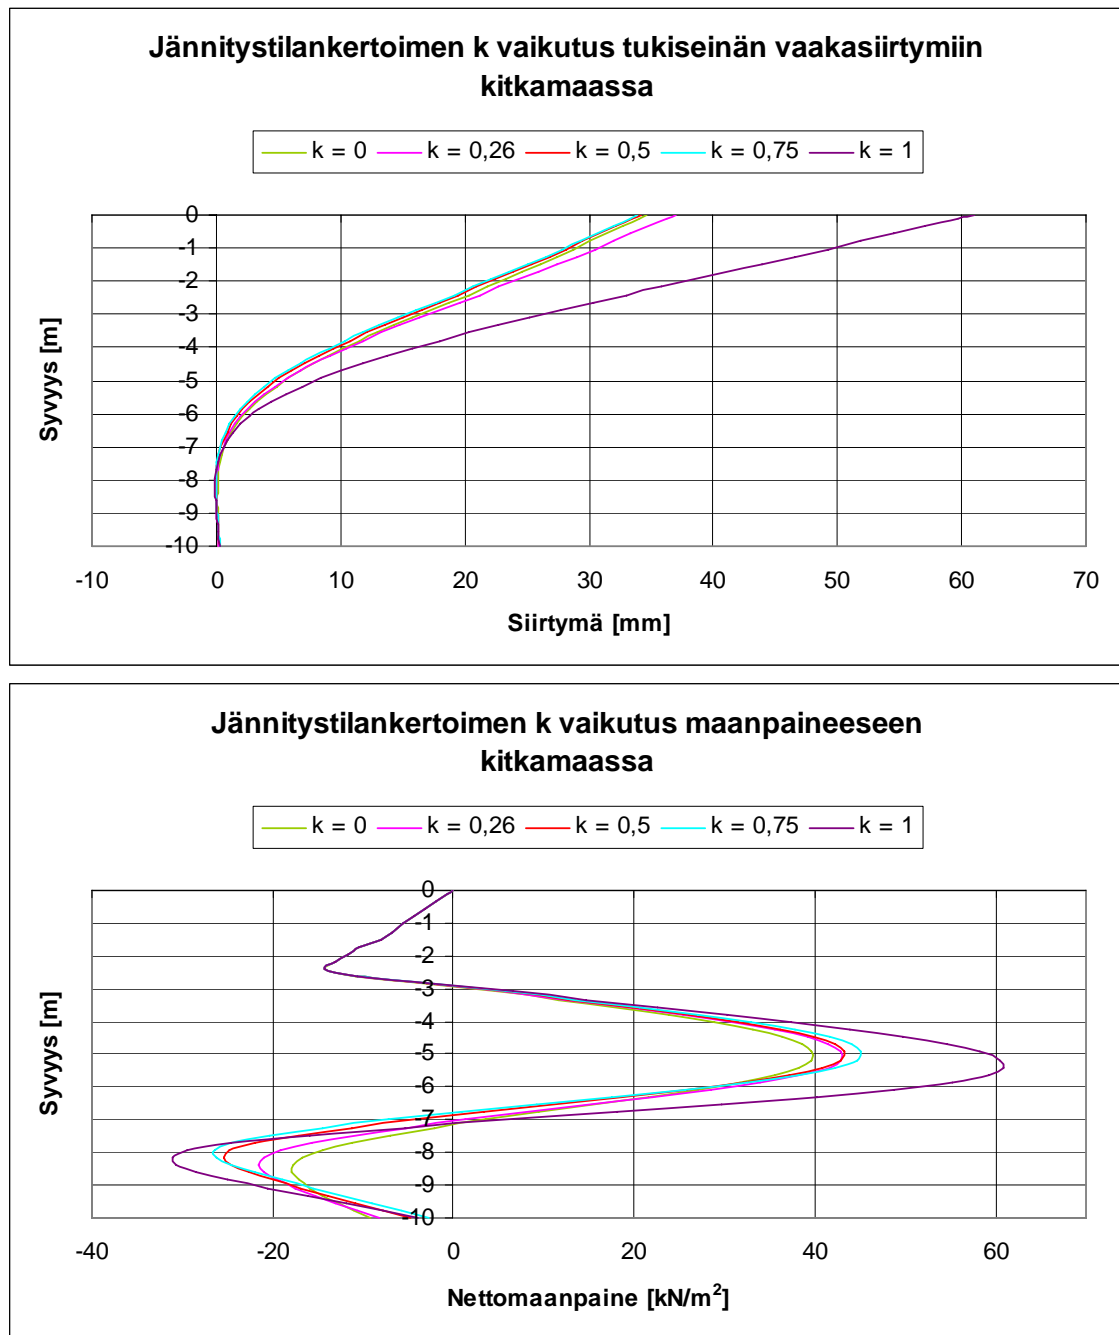 Jännitystilankertoimen k vaikutus tukiseinän vaakasiirtymiin
kitkamaassa
k = 0 k = 0,26 k = 0,5 k = 0,75 k = 1
0
-1
-2
-3
-4
-5
-6
-7
-8
-9
-10
Syvyys [m]
-10 0 10 20 30 40 50 60 70
Siirtymä [mm]
Jännitystilankertoimen k vaikutus maanpaineeseen
kitkamaassa
k = 0 k = 0,26 k = 0,5 k = 0,75 k = 1
0
-1
-2
-3
-4
-5
-6
-7
-8
-9
-10
Syvyys [m]
-40 -20 0 20 40 60
Nettomaanpaine [kN/m²]